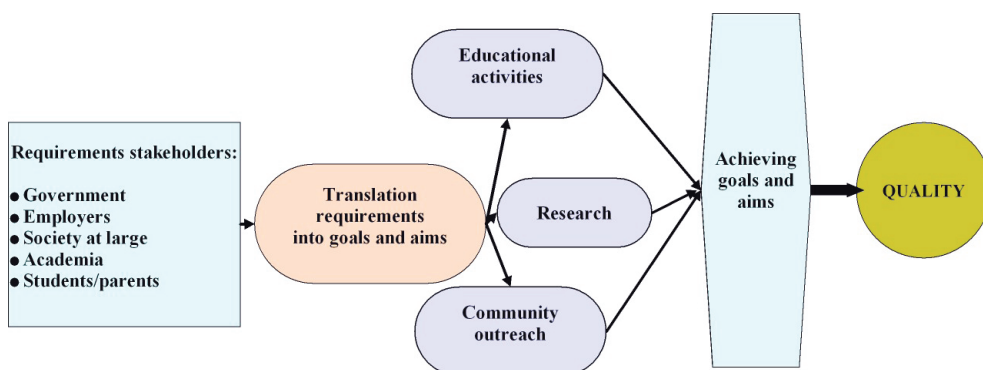 Requirements stakeholders:
● Government
● Employers
● Society at large
● Academia
● Students/parents
Translation
requirements
into goals and aims
Educational
activities
Research
Community
outreach
Achieving
goals and
aims
QUALITY